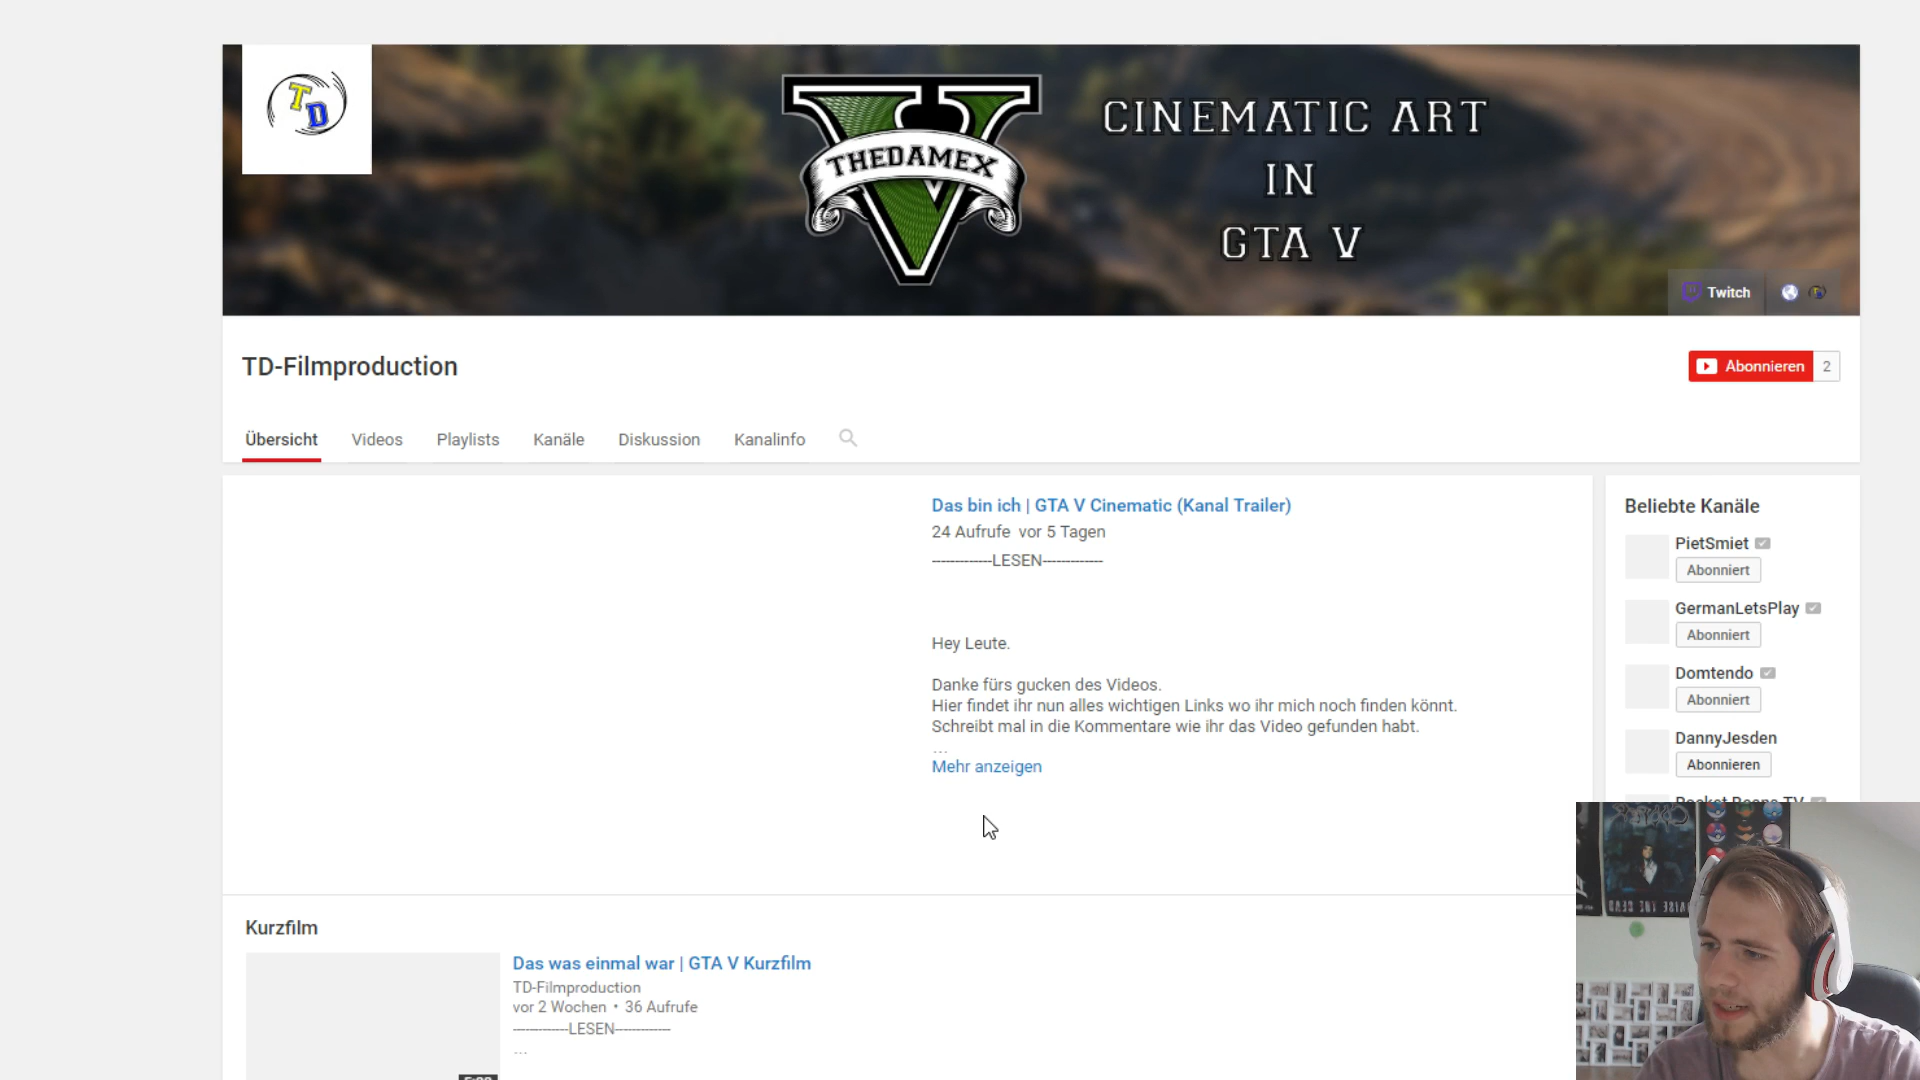 TD
THEDAMEX
CINEMATIC ART
IN
GTA V
Twitch
TD-Filmproduction
Abonnieren 2
Übersicht Videos Playlists Kanäle Diskussion Kanalinfo
Das bin ich | GTA V Cinematic (Kanal Trailer)
24 Aufrufe vor 5 Tagen
-------------LESEN-------------
Hey Leute.
Danke fürs gucken des Videos.
Hier findet ihr nun alles wichtigen Links wo ihr mich noch finden könnt.
Schreibt mal in die Kommentare wie ihr das Video gefunden habt.
...
Mehr anzeigen
Beliebte Kanäle
PietSmiet
Abonniert
GermanLetsPlay
Abonniert
Domtendo
Abonniert
DannyJesden
Abonnieren
Rocket Beans TV
Kurzfilm
Das was einmal war | GTA V Kurzfilm
TD-Filmproduction
vor 2 Wochen • 36 Aufrufe
-------------LESEN-------------
...